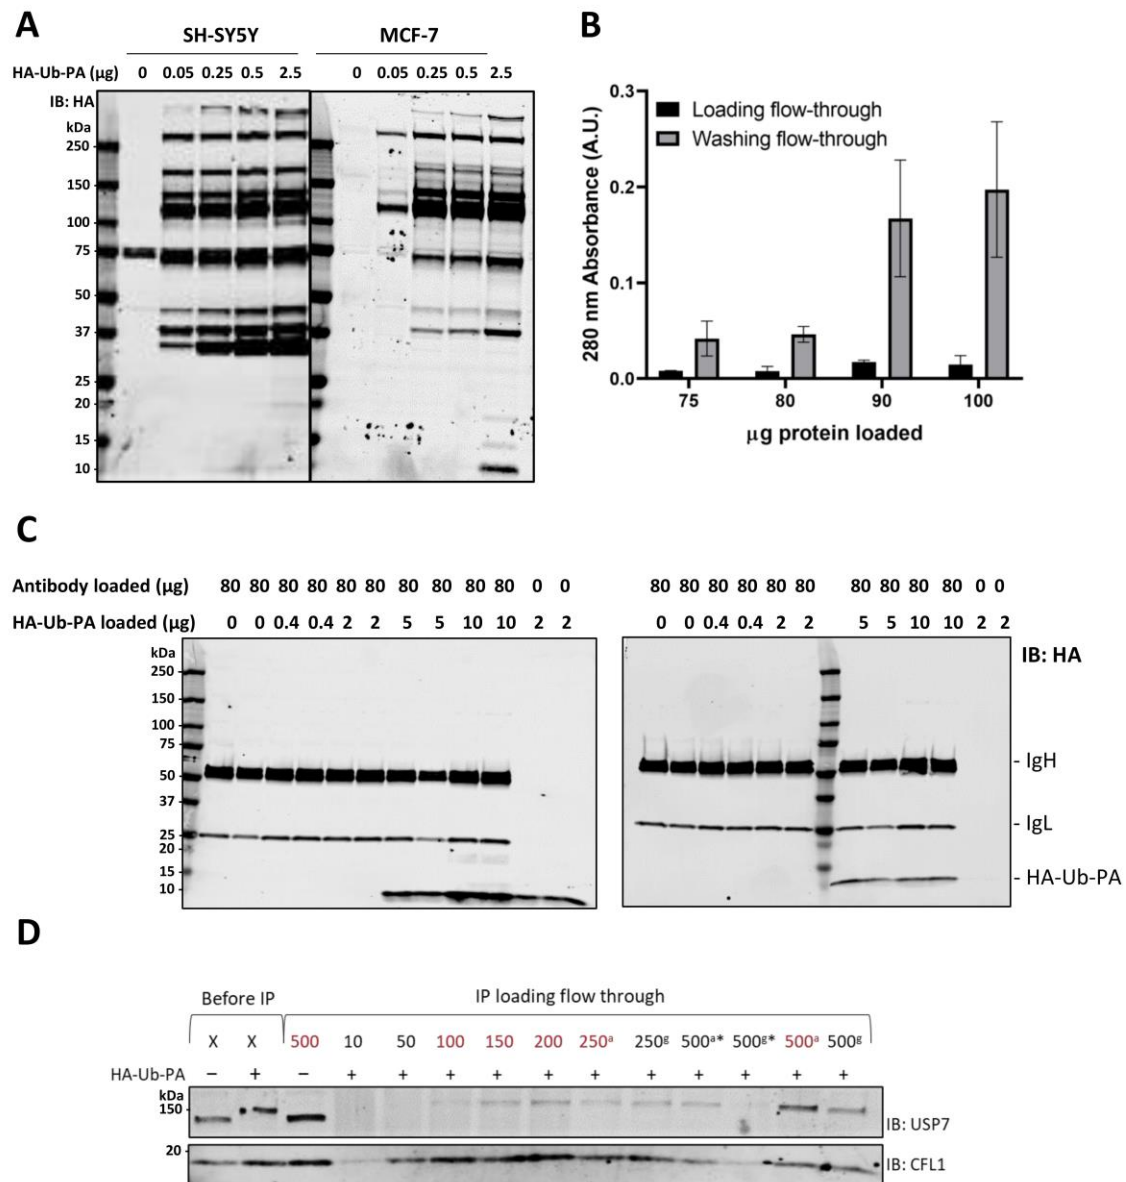 A
SH-SY5Y MCF-7
HA-Ub-PA (µg) 0 0.05 0.25 0.5 2.5 0 0.05 0.25 0.5 2.5
IB: HA
kDa
250
150
100
75
50
37
25
20
15
10
B
0.3
0.2
0.1
0.0
280 nm Absorbance (A.U.)
Loading flow-through
Washing flow-through
75 80 90 100
µg protein loaded
C
Antibody loaded (µg) 80 80 80 80 80 80 80 80 80 80 0 0 80 80 80 80 80 80 80 80 80 80 0 0
HA-Ub-PA loaded (µg) 0 0 0.4 0.4 2 2 5 5 10 10 2 2 0 0 0.4 0.4 2 2 5 5 10 10 2 2
kDa
250
150
100
75
50
37
25
20
15
10
IB: HA
- IgH
- IgL
- HA-Ub-PA
D
Before IP IP loading flow through
X X 500 10 50 100 150 200 250ᵃ 250ᵍ 500ᵃ* 500ᵍ* 500ᵃ 500ᵍ
HA-Ub-PA − + − + + + + + + + + + + +
kDa
150
IB: USP7
20
IB: CFL1